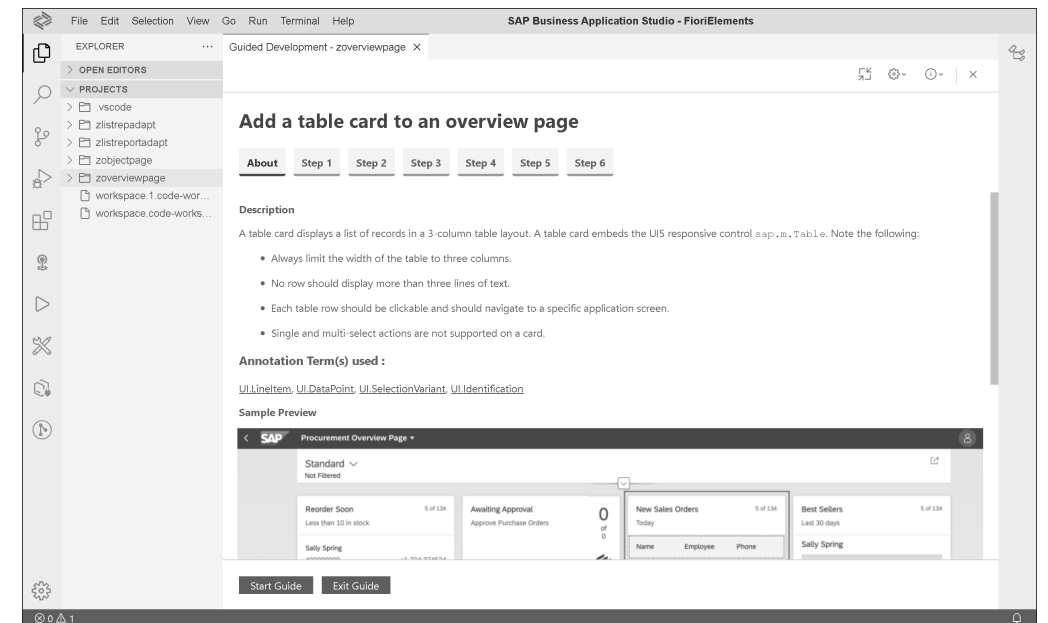 File Edit Selection View Go Run Terminal Help SAP Business Application Studio - FioriElements
EXPLORER ...
Guided Development - zoverviewpage
OPEN EDITORS
PROJECTS
.vscode
zlistrepadapt
zlistreportadapt
zobjectpage
zoverviewpage
workspace.1.code-wor...
workspace.code-works...
Add a table card to an overview page
About Step 1 Step 2 Step 3 Step 4 Step 5 Step 6
Description
A table card displays a list of records in a 3-column table layout. A table card embeds the UI5 responsive control sap.m.Table. Note the following:
• Always limit the width of the table to three columns.
• No row should display more than three lines of text.
• Each table row should be clickable and should navigate to a specific application screen.
• Single and multi-select actions are not supported on a card.
Annotation Term(s) used :
UI.LineItem, UI.DataPoint, UI.SelectionVariant, UI.Identification
Sample Preview
SAP Procurement Overview Page
Standard
Not Filtered
Reorder Soon 5 of 134
Less than 10 in stock
Sally Spring
Awaiting Approval
Approve Purchase Orders
0
of
0
New Sales Orders 5 of 134
Today
Name Employee Phone
Best Sellers 5 of 134
Last 30 days
Sally Spring
Start Guide Exit Guide
0 1